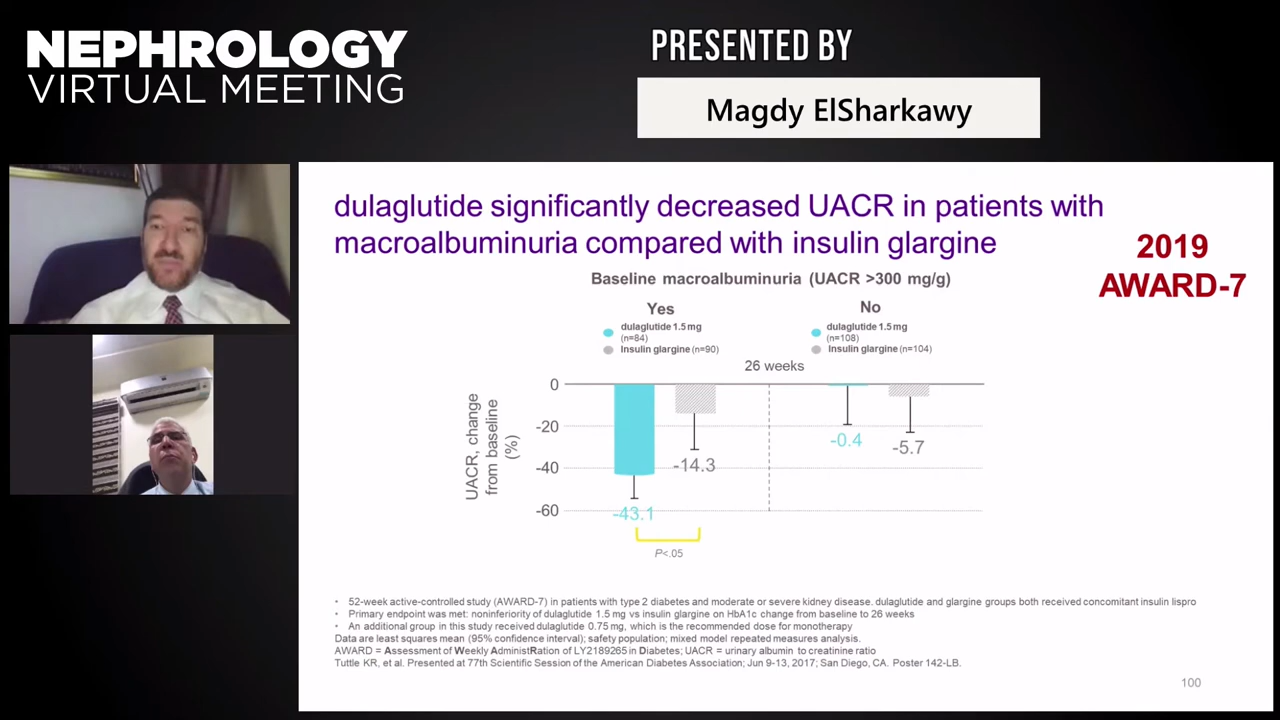 NEPHROLOGY
VIRTUAL MEETING
PRESENTED BY
Magdy ElSharkawy
dulaglutide significantly decreased UACR in patients with
macroalbuminuria compared with insulin glargine
2019
AWARD-7
Baseline macroalbuminuria (UACR >300 mg/g)
Yes
dulaglutide 1.5 mg
(n=84)
Insulin glargine (n=90)
No
dulaglutide 1.5 mg
(n=108)
Insulin glargine (n=104)
26 weeks
UACR, change
from baseline
(%)
0
-20
-40
-60
-43.1
-14.3
-0.4
-5.7
P<.05
• 52-week active-controlled study (AWARD-7) in patients with type 2 diabetes and moderate or severe kidney disease. dulaglutide and glargine groups both received concomitant insulin lispro
• Primary endpoint was met: noninferiority of dulaglutide 1.5 mg vs insulin glargine on HbA1c change from baseline to 26 weeks
• An additional group in this study received dulaglutide 0.75 mg, which is the recommended dose for monotherapy
Data are least squares mean (95% confidence interval); safety population; mixed model repeated measures analysis.
AWARD = Assessment of Weekly AdministRation of LY2189265 in Diabetes; UACR = urinary albumin to creatinine ratio
Tuttle KR, et al. Presented at 77th Scientific Session of the American Diabetes Association; Jun 9-13, 2017; San Diego, CA. Poster 142-LB.
100